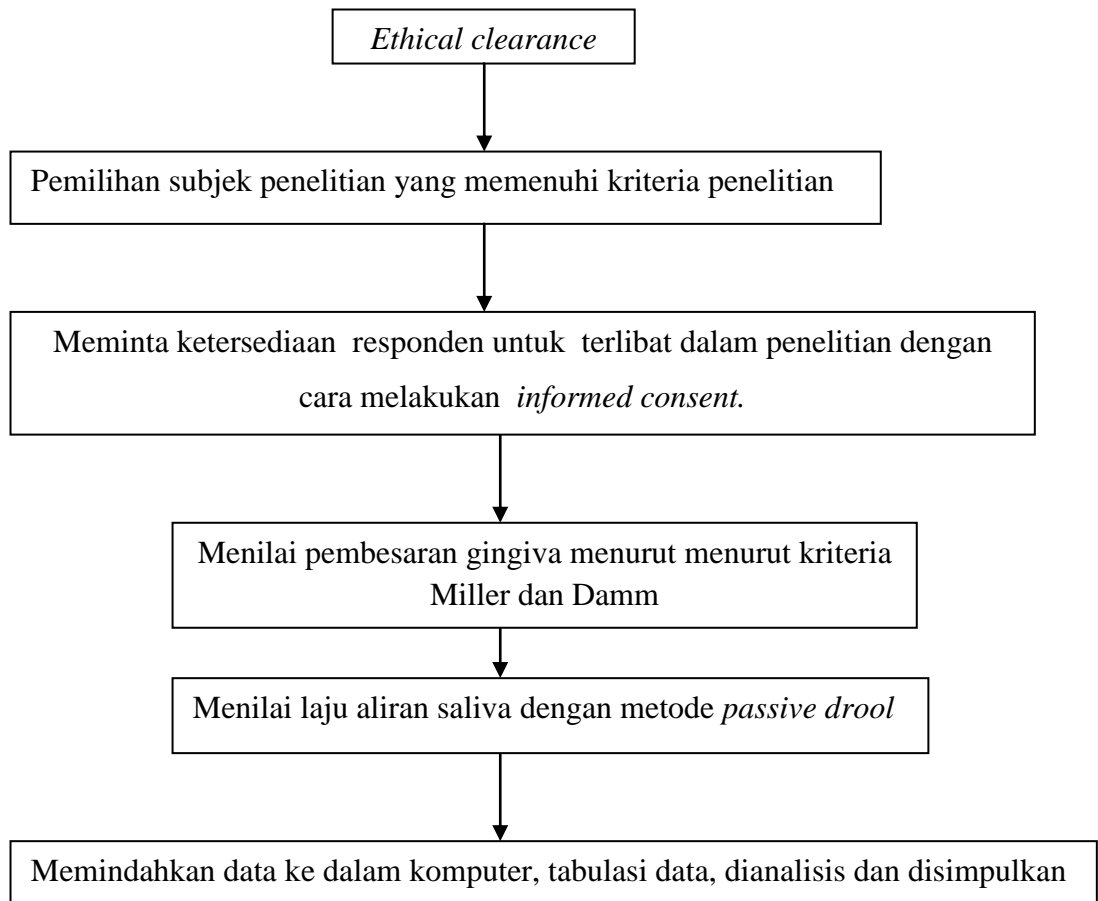 Ethical clearance
Pemilihan subjek penelitian yang memenuhi kriteria penelitian
Meminta ketersediaan responden untuk terlibat dalam penelitian dengan
cara melakukan informed consent.
Menilai pembesaran gingiva menurut menurut kriteria
Miller dan Damm
Menilai laju aliran saliva dengan metode passive drool
Memindahkan data ke dalam komputer, tabulasi data, dianalisis dan disimpulkan